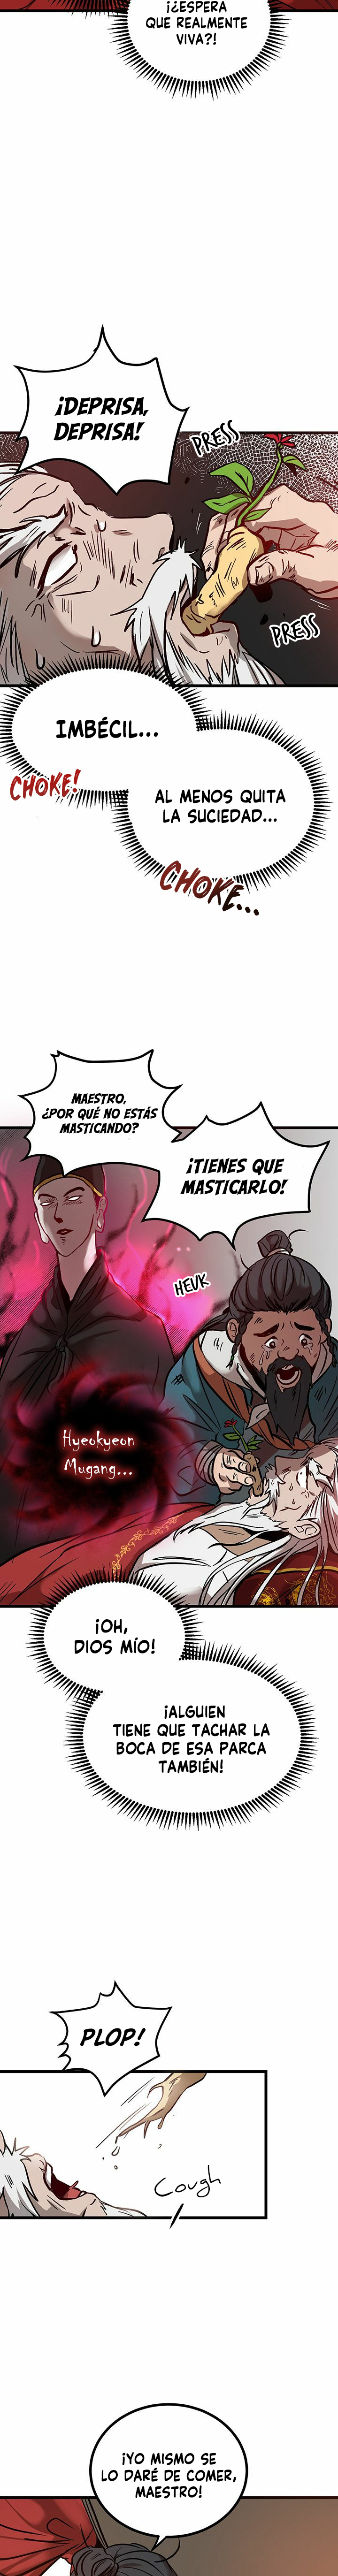 ¡¿ESPERA
QUE REALMENTE
VIVA?!
¡DEPRISA,
DEPRISA!
PRESS
PRESS
IMBÉCIL...
CHOKE!
AL MENOS QUITA
LA SUCIEDAD...
CHOKE...
MAESTRO,
¿POR QUÉ NO ESTÁS
MASTICANDO?
¡TIENES QUE
MASTICARLO!
HEUK
Hyeokyeon
Mugang...
¡OH,
DIOS MÍO!
¡ALGUIEN
TIENE QUE TACHAR LA
BOCA DE ESA PARCA
TAMBIÉN!
PLOP!
Cough
¡YO MISMO SE
LO DARÉ DE COMER,
MAESTRO!